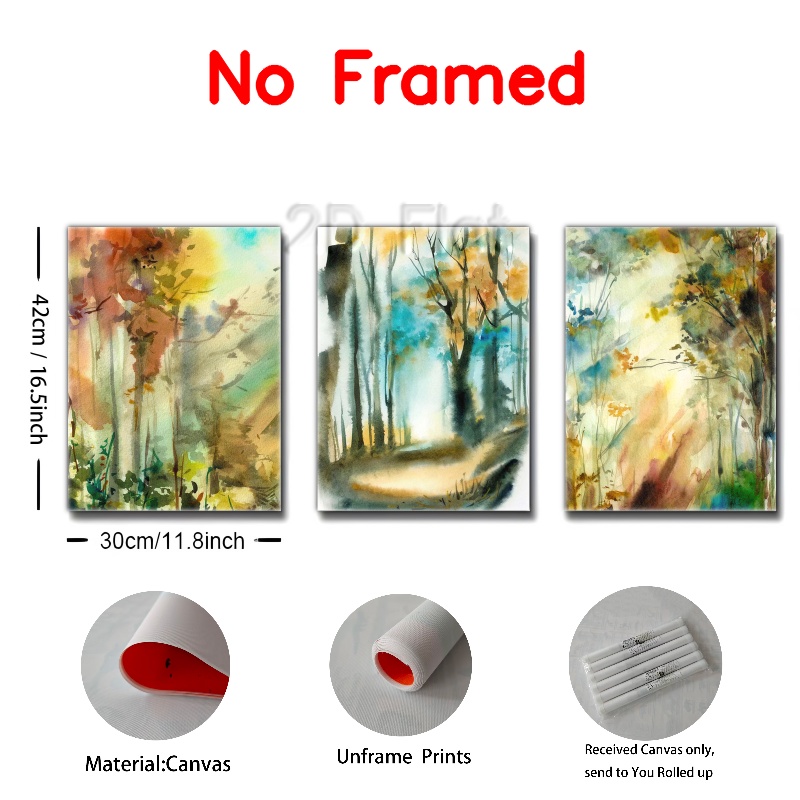 No Framed
2D Flat
42cm / 16.5inch
30cm/11.8inch
Material:Canvas
Unframe Prints
Received Canvas only,
send to You Rolled up